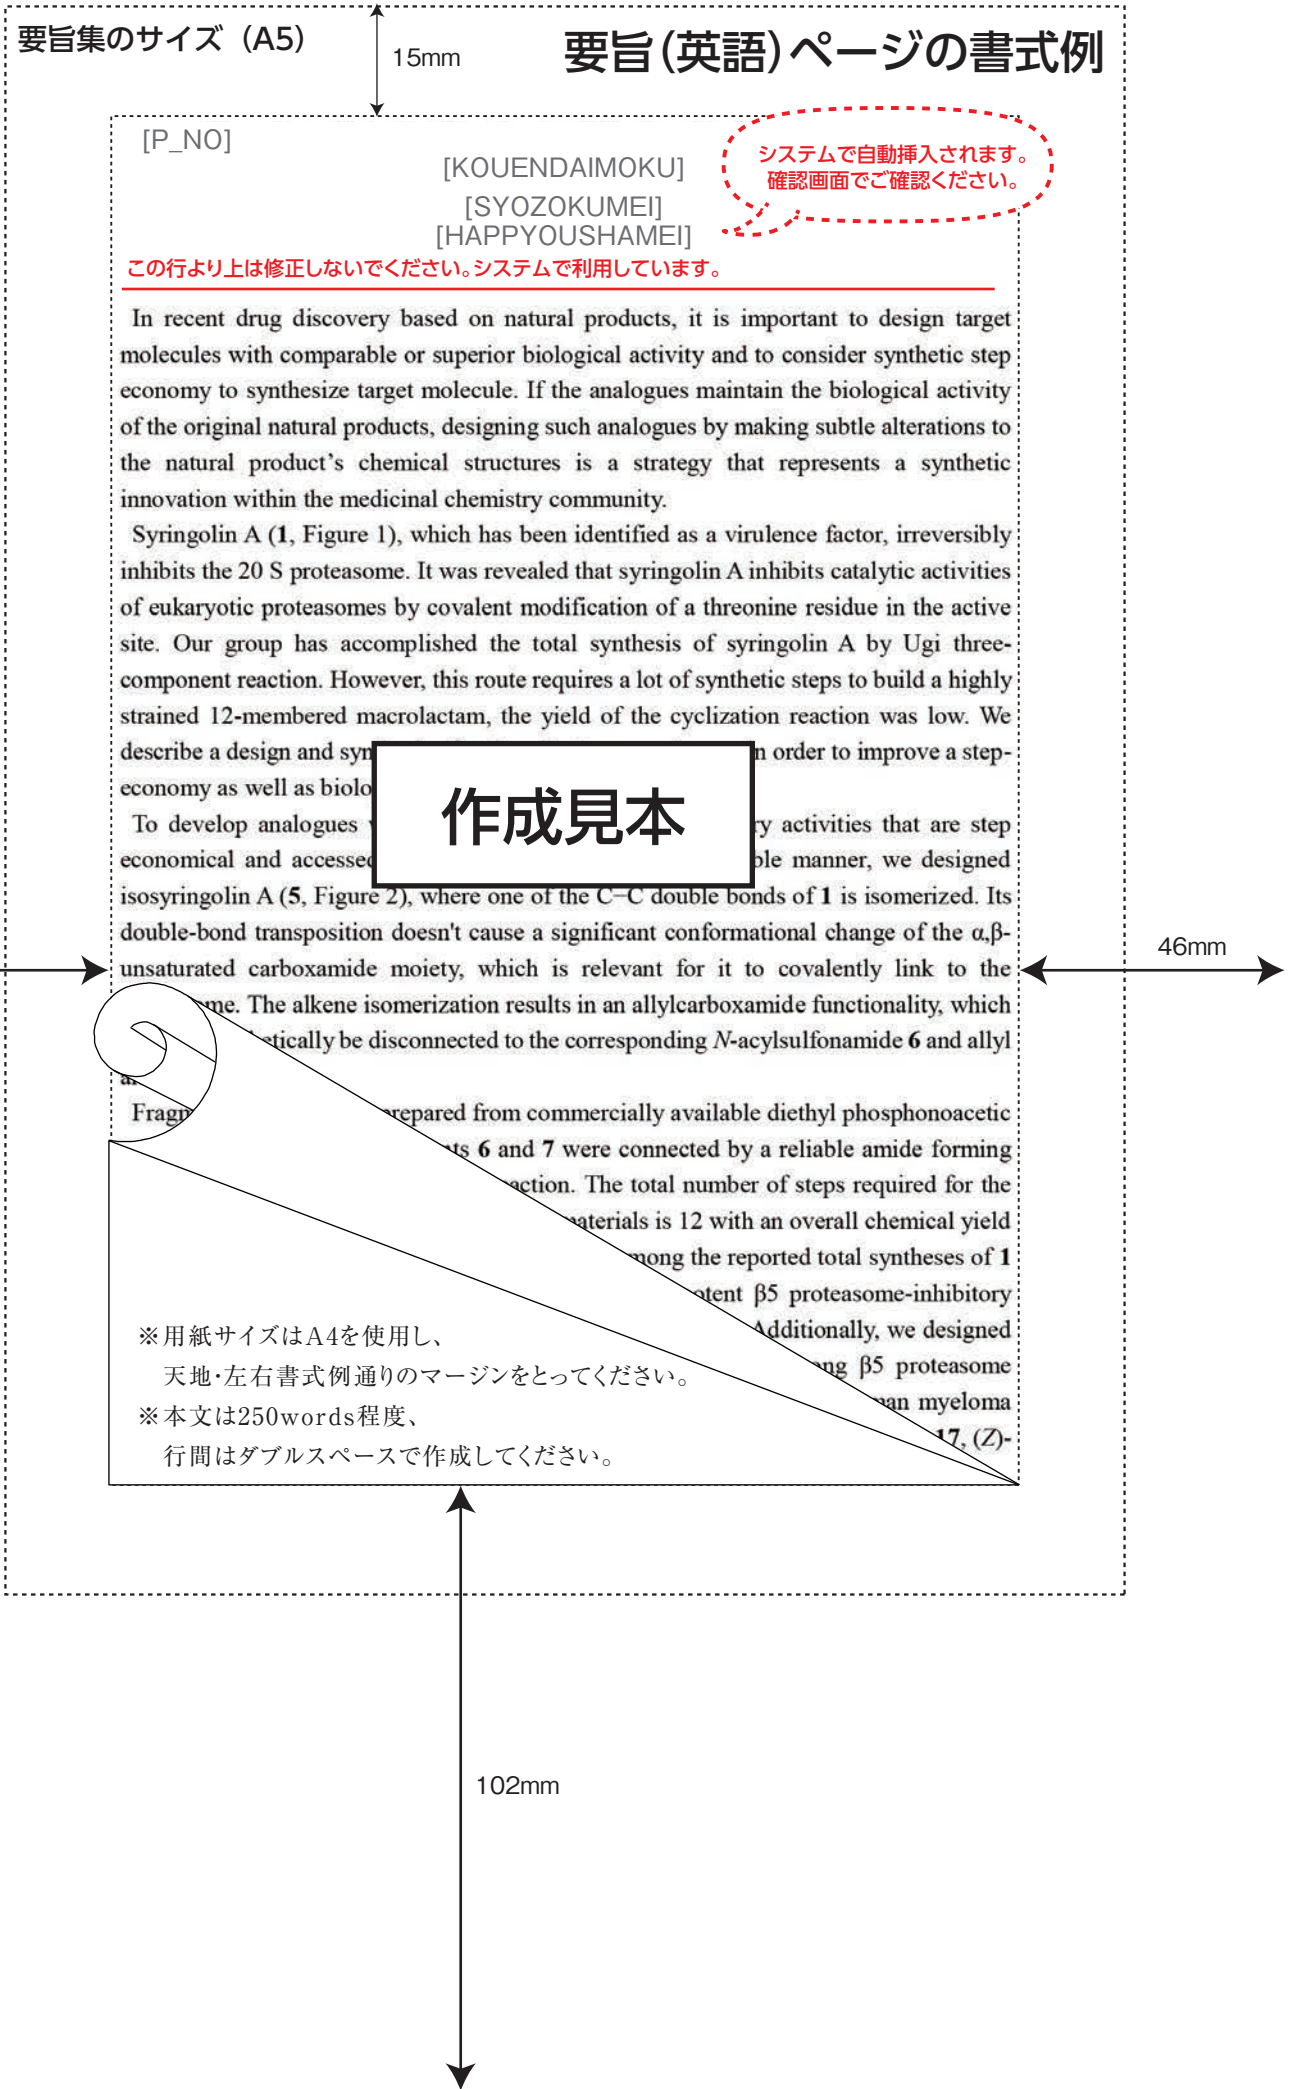 要旨集のサイズ（A5）
15mm
要旨（英語）ページの書式例
[P_NO]
[KOUENDAIMOKU]
[SYOZOKUMEI]
[HAPPYOUSHAMEI]
システムで自動挿入されます。
確認画面でご確認ください。
この行より上は修正しないでください。システムで利用しています。
In recent drug discovery based on natural products, it is important to design target
molecules with comparable or superior biological activity and to consider synthetic step
economy to synthesize target molecule. If the analogues maintain the biological activity
of the original natural products, designing such analogues by making subtle alterations to
the natural product’s chemical structures is a strategy that represents a synthetic
innovation within the medicinal chemistry community.
Syringolin A (1, Figure 1), which has been identified as a virulence factor, irreversibly
inhibits the 20 S proteasome. It was revealed that syringolin A inhibits catalytic activities
of eukaryotic proteasomes by covalent modification of a threonine residue in the active
site. Our group has accomplished the total synthesis of syringolin A by Ugi three-
component reaction. However, this route requires a lot of synthetic steps to build a highly
strained 12-membered macrolactam, the yield of the cyclization reaction was low. We
describe a design and order to improve a step-
economy as well as
作成見本
To develop analogues activities that are step
economical and manner, we designed
isosyringolin A (5, Figure 2), where one of the C−C double bonds of 1 is isomerized. Its
double-bond transposition doesn't cause a significant conformational change of the α,β-
unsaturated carboxamide moiety, which is relevant for it to covalently link to the
The alkene isomerization results in an allylcarboxamide functionality, which
be disconnected to the corresponding N-acylsulfonamide 6 and allyl
from commercially available diethyl phosphonoacetic
6 and 7 were connected by a reliable amide forming
The total number of steps required for the
is 12 with an overall chemical yield
the reported total syntheses of 1
β5 proteasome-inhibitory
Additionally, we designed
β5 proteasome
myeloma
17, (Z)-
46mm
※用紙サイズはA4を使用し、
天地・左右書式例通りのマージンをとってください。
※本文は250words程度、
行間はダブルスペースで作成してください。
102mm